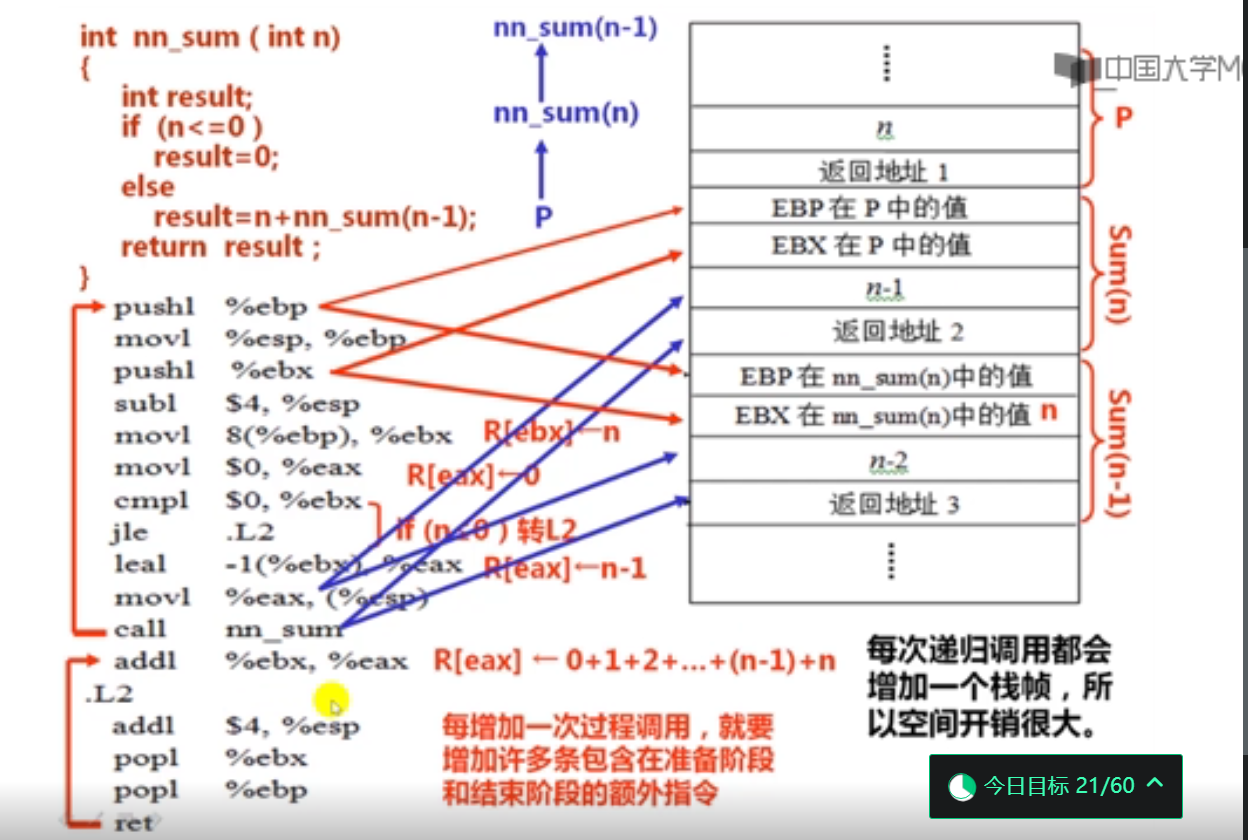 int nn_sum ( int n)
{
int result;
if (n<=0 )
result=0;
else
result=n+nn_sum(n-1);
return result ;
}
nn_sum(n-1)
nn_sum(n)
P
pushl %ebp
movl %esp, %ebp
pushl %ebx
subl $4, %esp
movl 8(%ebp), %ebx R[ebx]←n
movl $0, %eax R[eax]←0
cmpl $0, %ebx
jle .L2 if (n≤0 ) 转L2
leal -1(%ebx), %eax R[eax]←n-1
movl %eax, (%esp)
call nn_sum
addl %ebx, %eax R[eax] ← 0+1+2+...+(n-1)+n
.L2
addl $4, %esp
popl %ebx
popl %ebp
ret
每增加一次过程调用，就要
增加许多条包含在准备阶段
和结束阶段的额外指令
n
返回地址 1
EBP 在 P 中的值
EBX 在 P 中的值
n-1
返回地址 2
EBP 在 nn_sum(n)中的值
EBX 在 nn_sum(n)中的值 n
n-2
返回地址 3
P
Sum(n)
Sum(n-1)
中国大学M
每次递归调用都会
增加一个栈帧，所
以空间开销很大。
今日目标 21/60